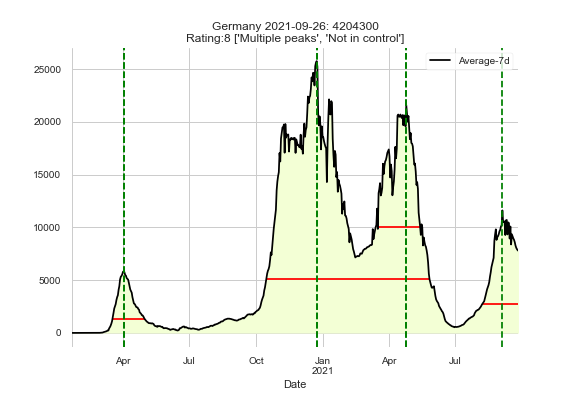 Germany 2021-09-26: 4204300
Rating:8 ['Multiple peaks', 'Not in control']
Average-7d
25000
20000
15000
10000
5000
0
Apr Jul Oct Jan Apr Jul
2021
Date